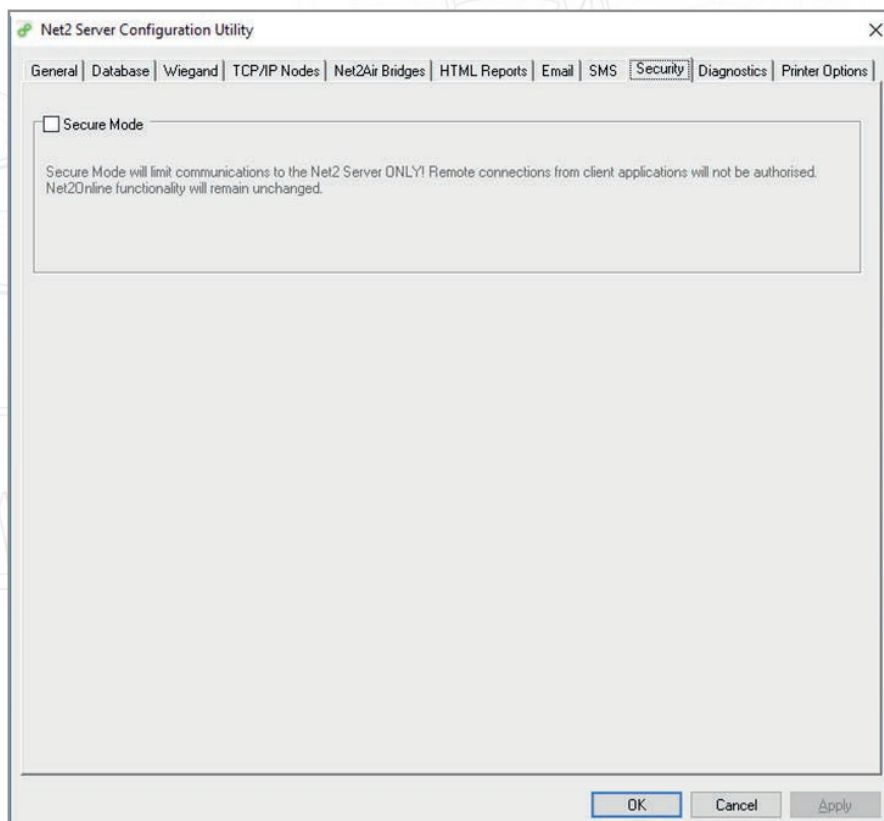 Net2 Server Configuration Utility
General Database Wiegand TCP/IP Nodes Net2Air Bridges HTML Reports Email SMS Security Diagnostics Printer Options
Secure Mode
Secure Mode will limit communications to the Net2 Server ONLY! Remote connections from client applications will not be authorised.
Net2Online functionality will remain unchanged.
OK Cancel Apply